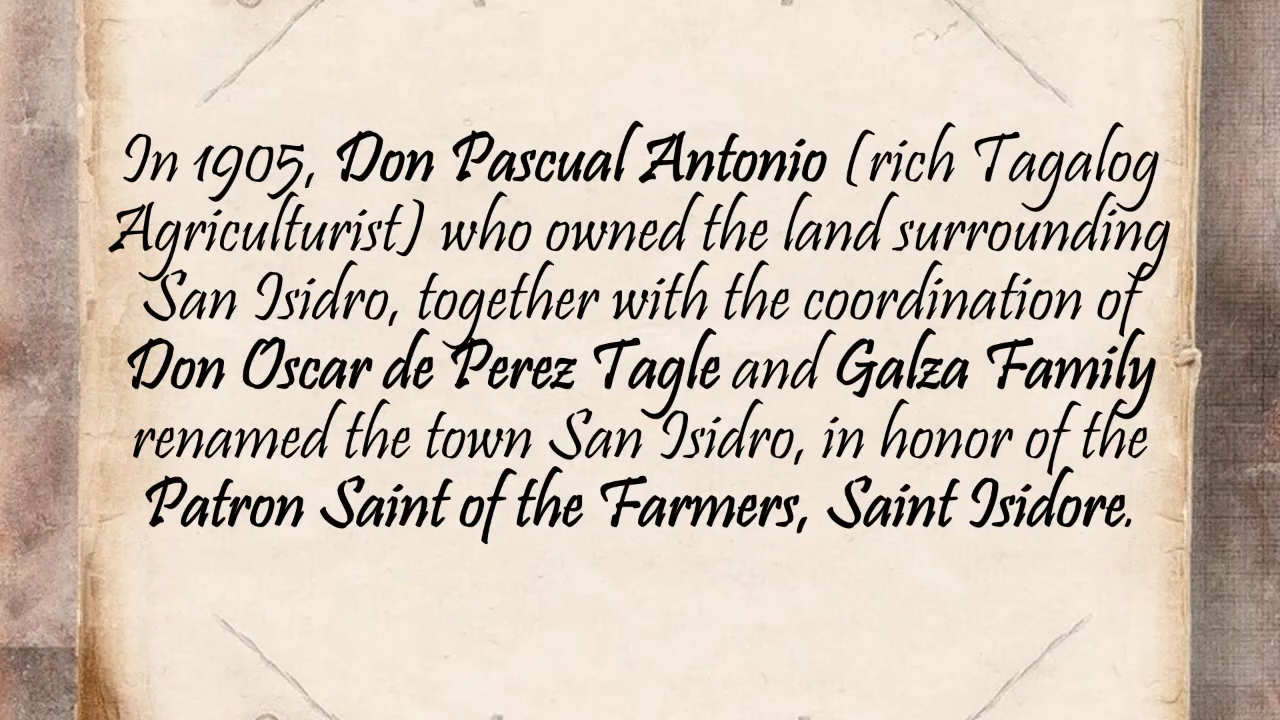 In 1905, Don Pascual Antonio (rich Tagalog
Agriculturist) who owned the land surrounding
San Isidro, together with the coordination of
Don Oscar de Perez Tagle and Galza Family
renamed the town San Isidro, in honor of the
Patron Saint of the Farmers, Saint Isidore.